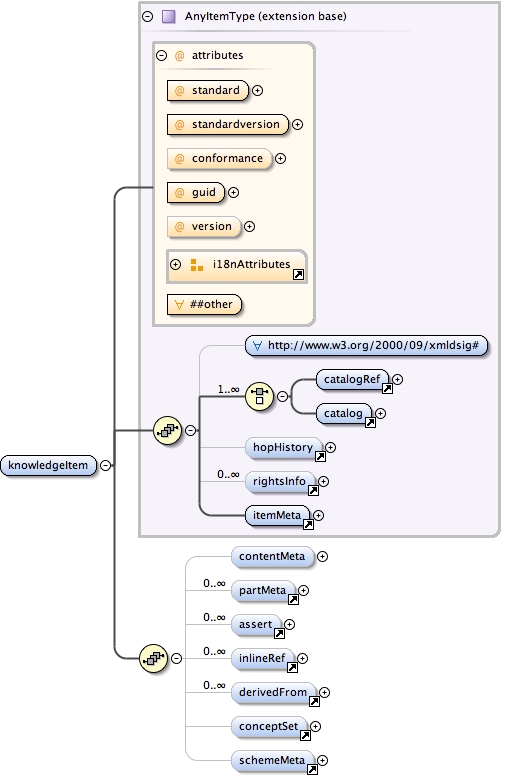 AnyItemType (extension base)
@ attributes
@ standard
@ standardversion
@ conformance
@ guid
@ version
i18nAttributes
∀ ##other
∀ http://www.w3.org/2000/09/xmldsig#
1..∞
catalogRef
catalog
hopHistory
0..∞ rightsInfo
itemMeta
knowledgeItem
contentMeta
0..∞ partMeta
0..∞ assert
0..∞ inlineRef
0..∞ derivedFrom
conceptSet
schemeMeta